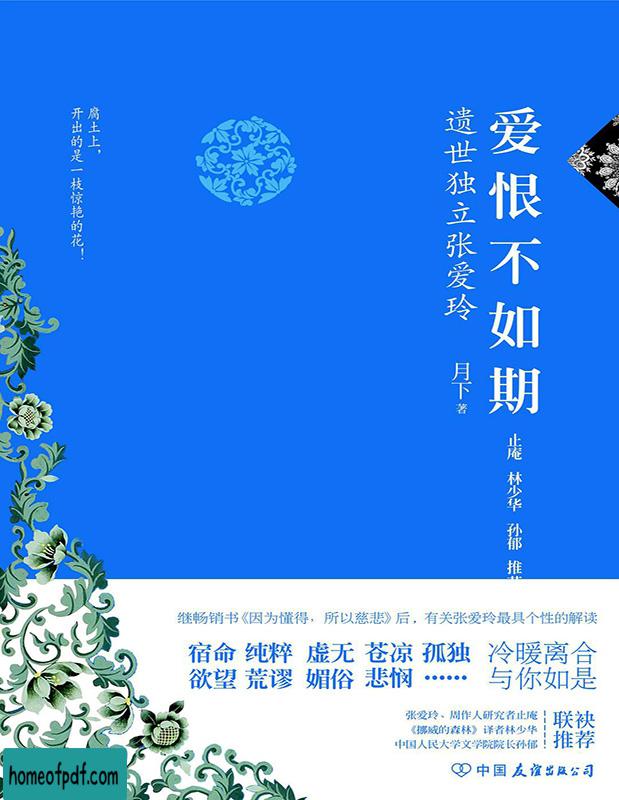 爱恨不如期
遗世独立张爱玲
月下 著
止庵 林少华 孙郁 推荐
腐土上，
开出的是一枝惊艳的花！
继畅销书《因为懂得，所以慈悲》后，有关张爱玲最具个性的解读
宿命 纯粹 虚无 苍凉 孤独
欲望 荒谬 媚俗 悲悯 ……
冷暖离合
与你如是
张爱玲、周作人研究者止庵
《挪威的森林》译者林少华
中国人民大学文学院院长孙郁
联袂
推荐
中国友谊出版公司
homeofpdf.com